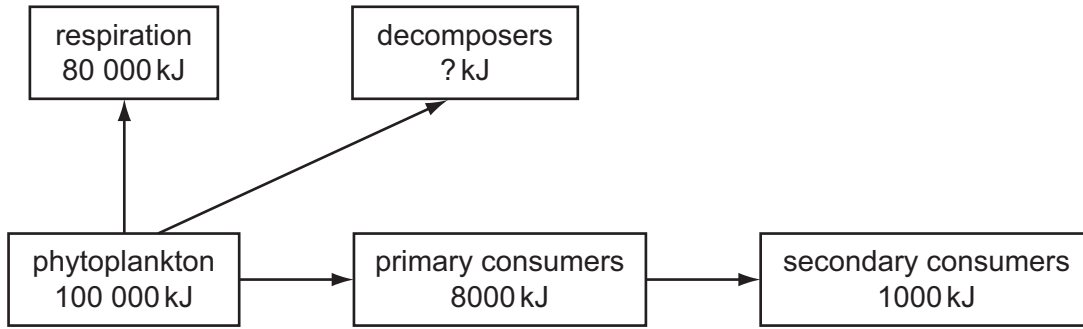 respiration
80 000 kJ
decomposers
? kJ
phytoplankton
100 000 kJ
primary consumers
8000 kJ
secondary consumers
1000 kJ